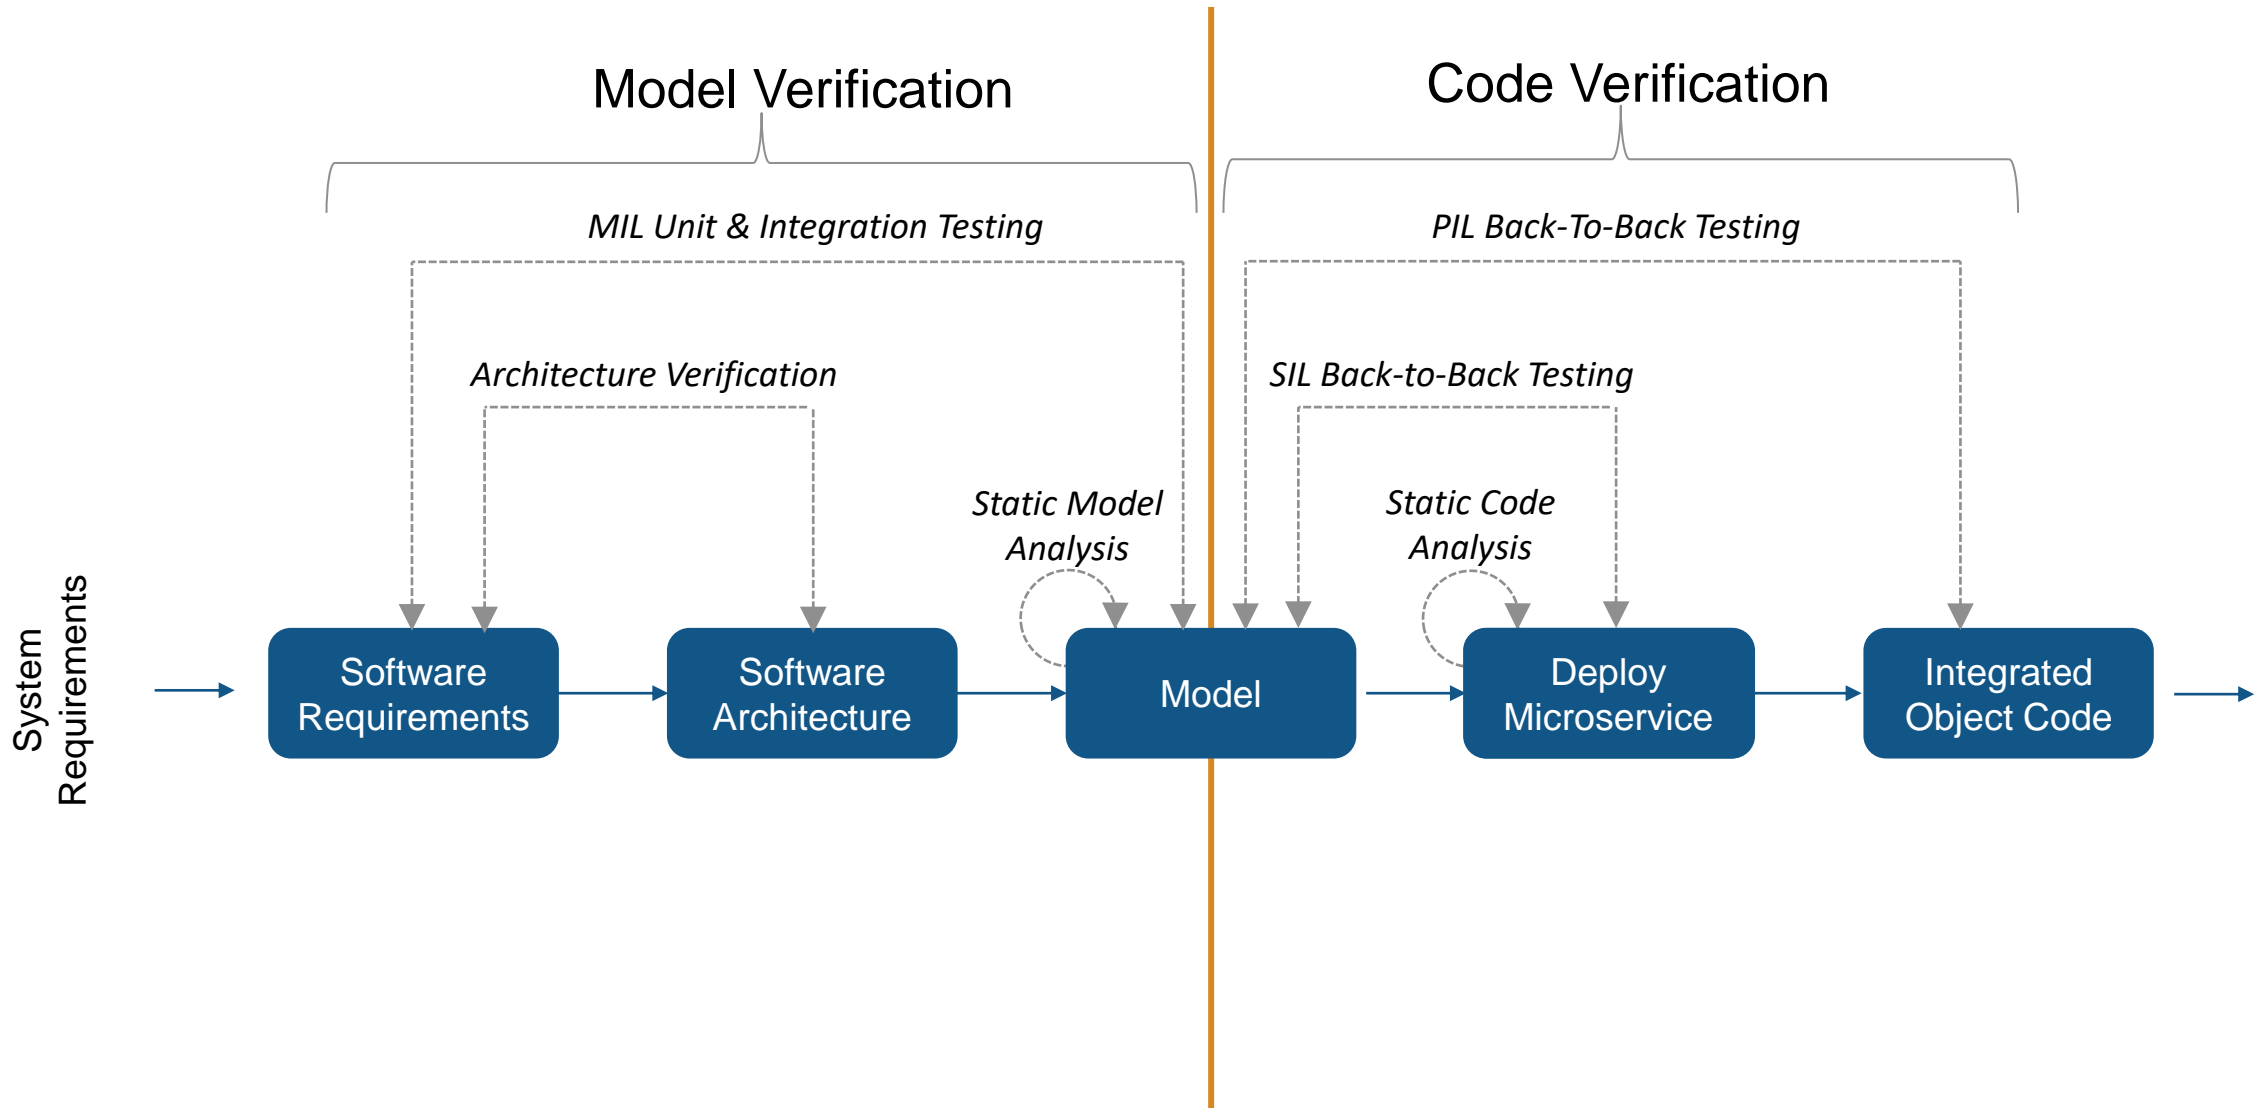 Model Verification
Code Verification
MIL Unit & Integration Testing
PIL Back-To-Back Testing
Architecture Verification
SIL Back-to-Back Testing
Static Model
Analysis
Static Code
Analysis
System
Requirements
Software
Requirements
Software
Architecture
Model
Deploy
Microservice
Integrated
Object Code